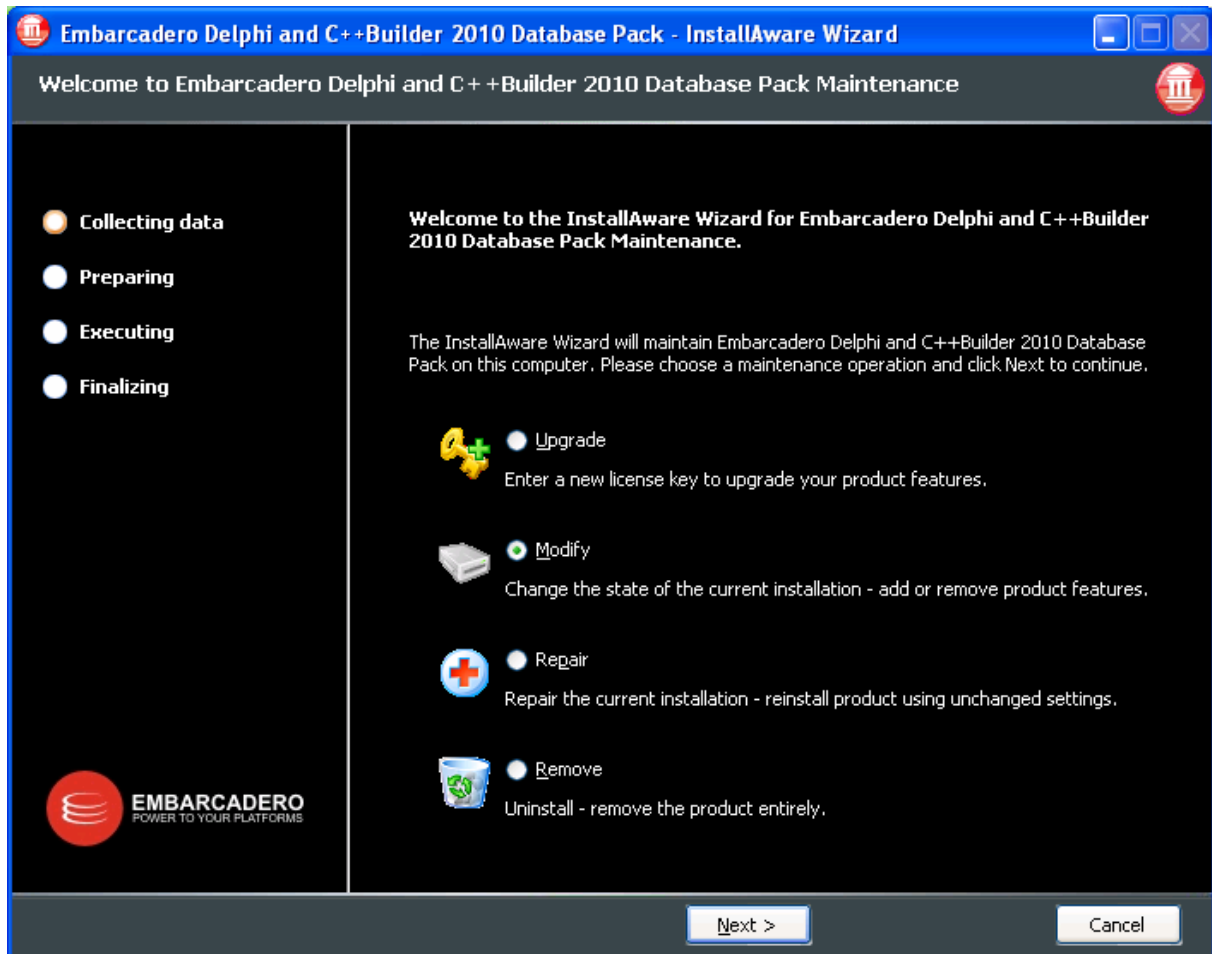 Embarcadero Delphi and C++Builder 2010 Database Pack - InstallAware Wizard
Welcome to Embarcadero Delphi and C++Builder 2010 Database Pack Maintenance
Collecting data
Preparing
Executing
Finalizing
Welcome to the InstallAware Wizard for Embarcadero Delphi and C++Builder
2010 Database Pack Maintenance.
The InstallAware Wizard will maintain Embarcadero Delphi and C++Builder 2010 Database
Pack on this computer. Please choose a maintenance operation and click Next to continue.
Upgrade
Enter a new license key to upgrade your product features.
Modify
Change the state of the current installation - add or remove product features.
Repair
Repair the current installation - reinstall product using unchanged settings.
Remove
Uninstall - remove the product entirely.
EMBARCADERO
POWER TO YOUR PLATFORMS
Next >
Cancel